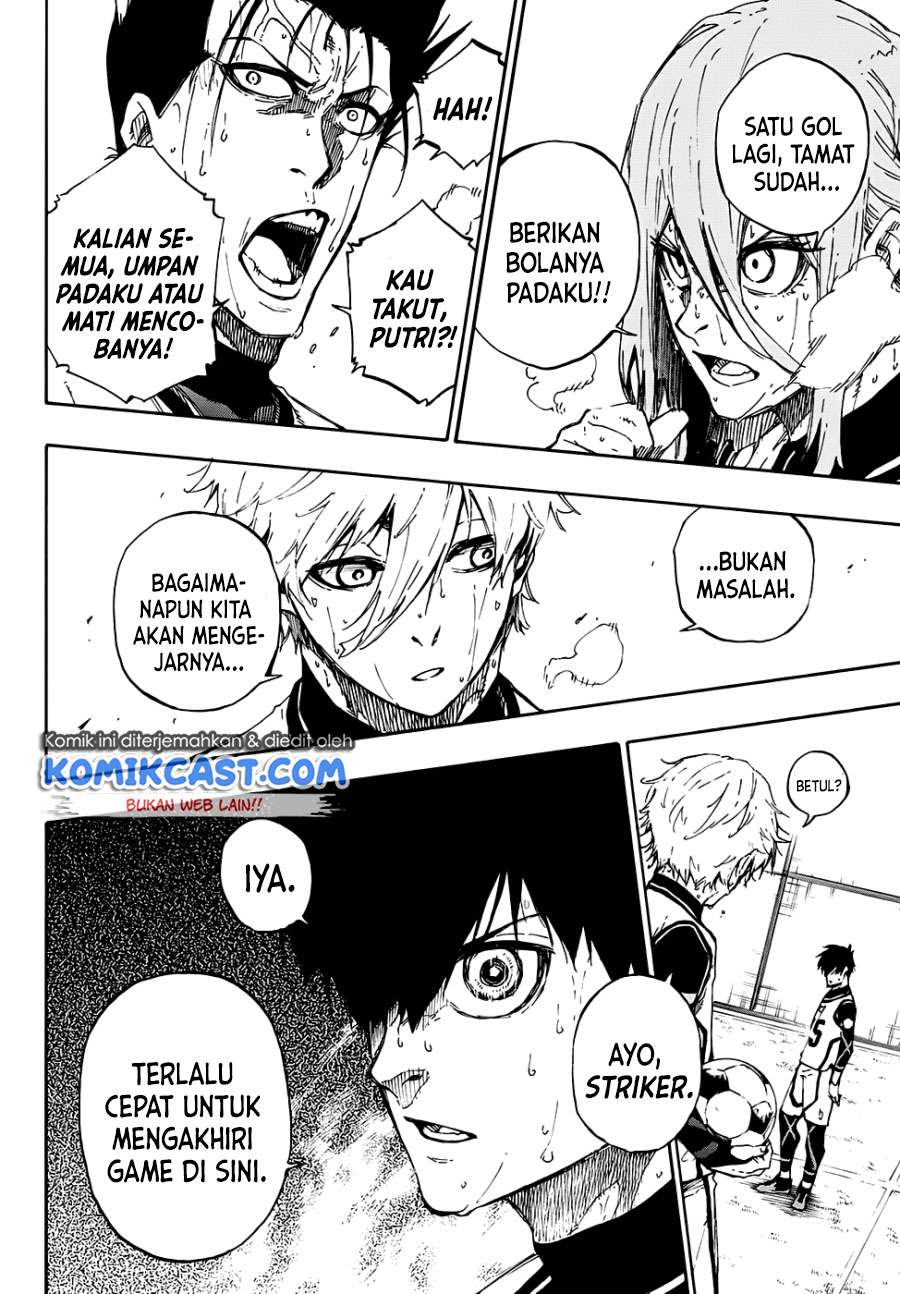 SATU GOL
LAGI, TAMAT
SUDAH...
BERIKAN
BOLANYA
PADAKU!!
HAH!
KAU
TAKUT,
PUTRI?!
KALIAN SE-
MUA, UMPAN
PADAKU ATAU
MATI MENCO-
BANYA!
...BUKAN
MASALAH.
BAGAIMA-
NAPUN KITA
AKAN MENGE-
JARNYA...
Komik ini diterjemahkan & diedit oleh
KOMIKCAST.COM
BUKAN WEB LAIN!!
BETUL?
5
IYA.
AYO,
STRIKER.
TERLALU
CEPAT UNTUK
MENGAKHIRI
GAME DI SINI.